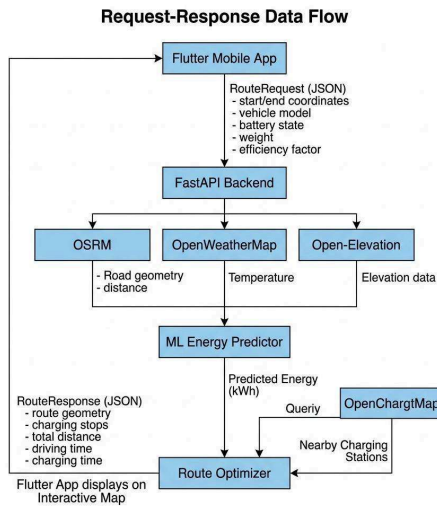 Request-Response Data Flow
Flutter Mobile App
RouteRequest (JSON)
- start/end coordinates
- vehicle model
- battery state
- weight
- efficiency factor
FastAPI Backend
OSRM
OpenWeatherMap
Open-Elevation
- Road geometry
- distance
Temperature
Elevation data
ML Energy Predictor
Predicted Energy
(kWh)
OpenChargtMap
Queriy
Nearby Charging
Stations
RouteResponse (JSON)
- route geometry
- charging stops
- total distance
- driving time
- charging time
Flutter App displays on
Interactive Map
Route Optimizer